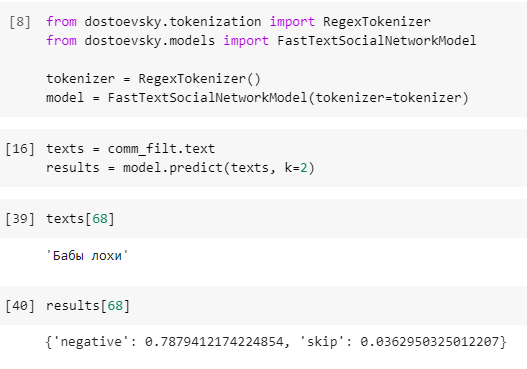 [8] from dostoevsky.tokenization import RegexTokenizer
from dostoevsky.models import FastTextSocialNetworkModel
tokenizer = RegexTokenizer()
model = FastTextSocialNetworkModel(tokenizer=tokenizer)
[16] texts = comm_filt.text
results = model.predict(texts, k=2)
[39] texts[68]
'Бабы лохи'
[40] results[68]
{'negative': 0.7879412174224854, 'skip': 0.0362950325012207}